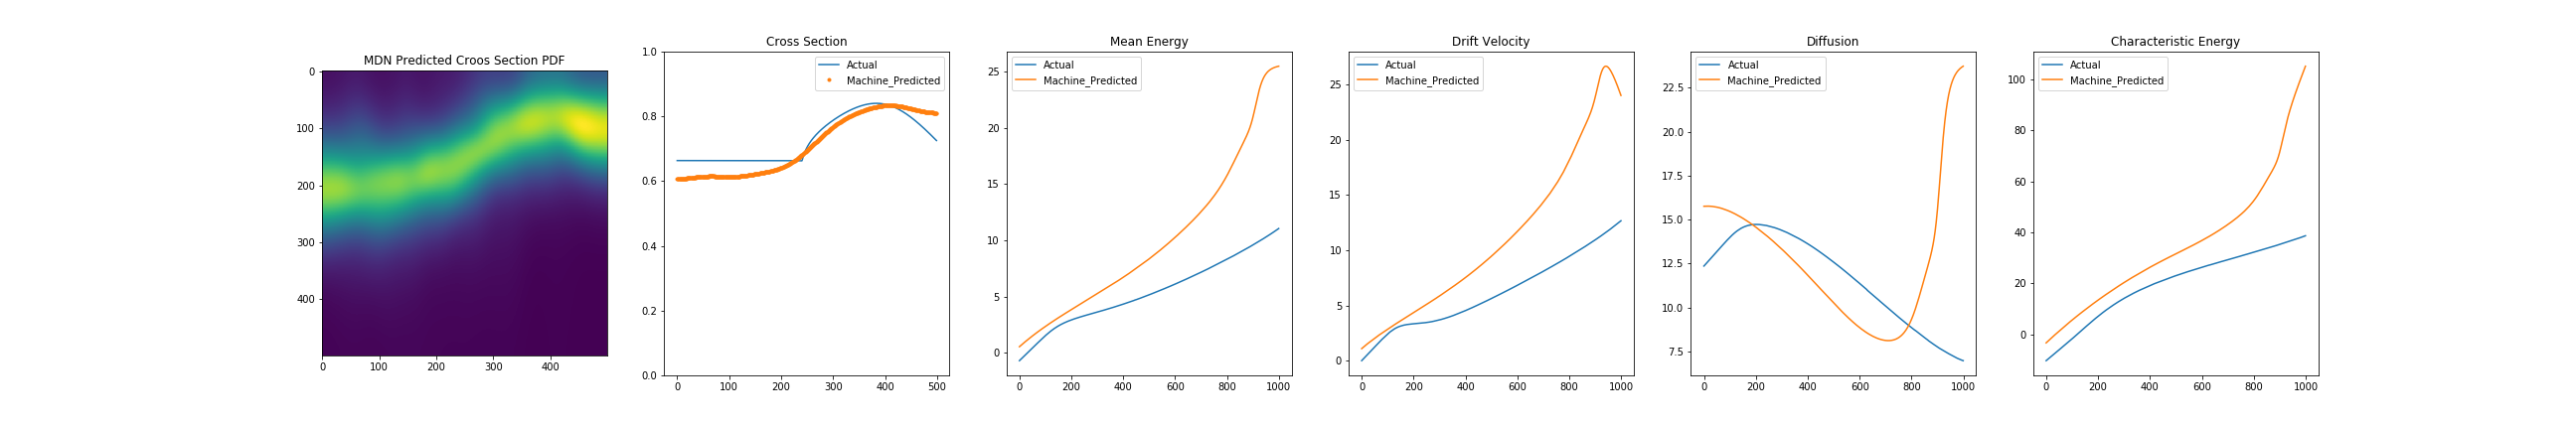 MDN Predicted Croos Section PDF
0
100
200
300
400
0 100 200 300 400
Cross Section
Actual
Machine_Predicted
1.0
0.8
0.6
0.4
0.2
0.0
0 100 200 300 400 500
Mean Energy
Actual
Machine_Predicted
25
20
15
10
5
0
0 200 400 600 800 1000
Drift Velocity
Actual
Machine_Predicted
25
20
15
10
5
0
0 200 400 600 800 1000
Diffusion
Actual
Machine_Predicted
22.5
20.0
17.5
15.0
12.5
10.0
7.5
0 200 400 600 800 1000
Characteristic Energy
Actual
Machine_Predicted
100
80
60
40
20
0
0 200 400 600 800 1000